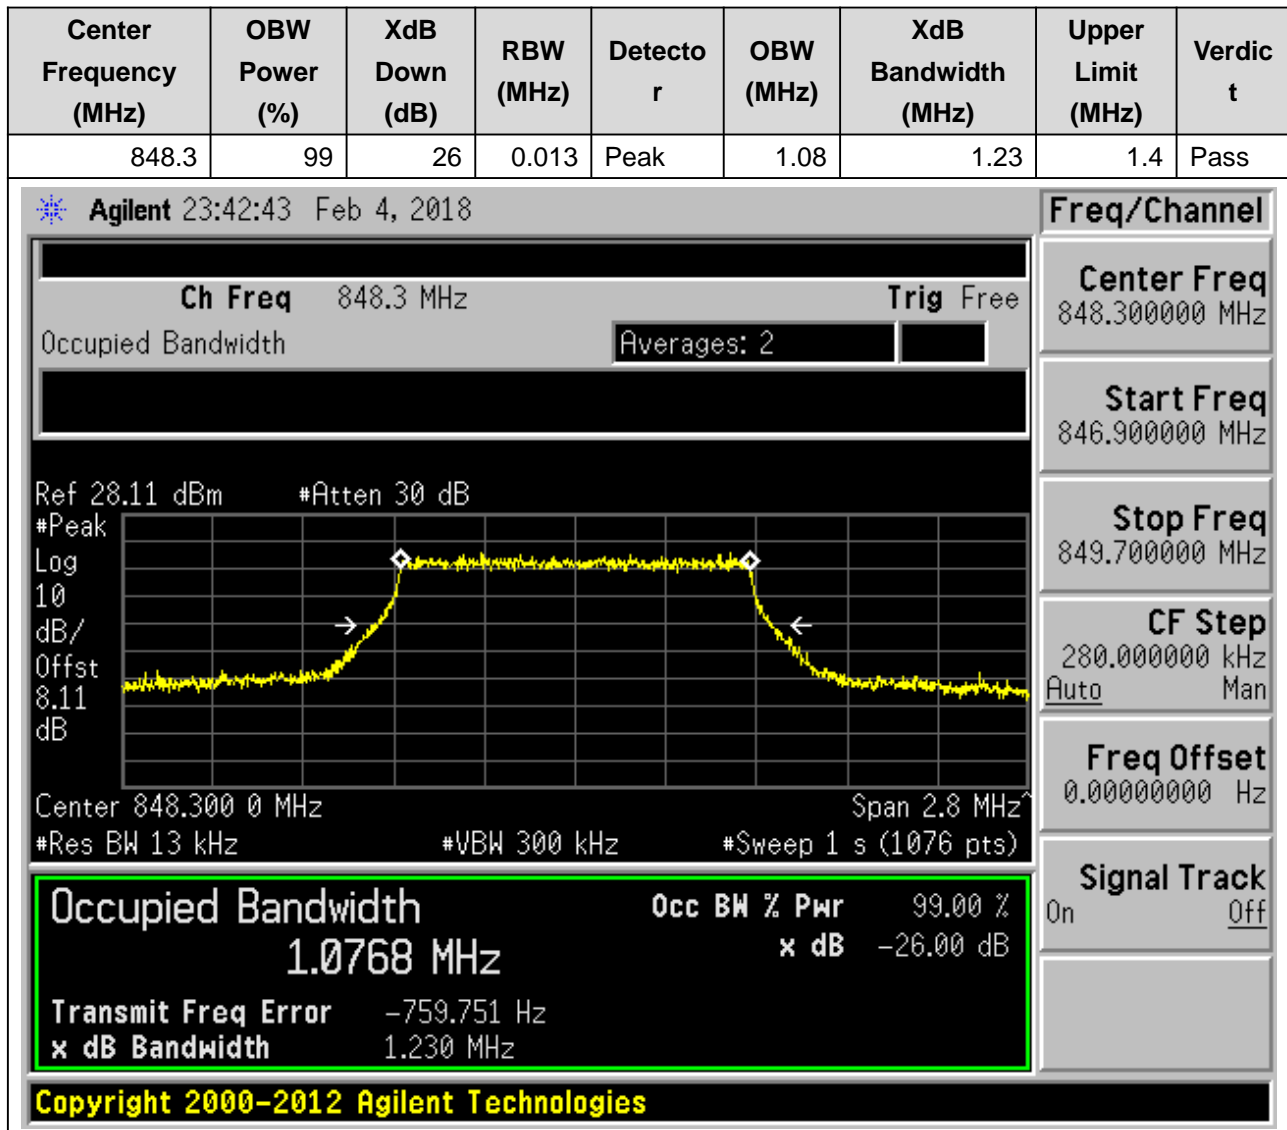 Center Frequency (MHz) OBW Power (%) XdB Down (dB) RBW (MHz) Detector OBW (MHz) XdB Bandwidth (MHz) Upper Limit (MHz) Verdict
848.3 99 26 0.013 Peak 1.08 1.23 1.4 Pass
Agilent 23:42:43 Feb 4, 2018
Freq/Channel
Ch Freq 848.3 MHz Trig Free
Occupied Bandwidth Averages: 2
Center Freq
848.300000 MHz
Start Freq
846.900000 MHz
Stop Freq
849.700000 MHz
CF Step
280.000000 kHz
Auto Man
Freq Offset
0.00000000 Hz
Signal Track
On Off
Ref 28.11 dBm #Atten 30 dB
#Peak
Log
10
dB/
Offst
8.11
dB
Center 848.300 0 MHz Span 2.8 MHz^
#Res BW 13 kHz #VBW 300 kHz #Sweep 1 s (1076 pts)
Occupied Bandwidth Occ BW % Pwr 99.00 %
1.0768 MHz x dB -26.00 dB
Transmit Freq Error -759.751 Hz
x dB Bandwidth 1.230 MHz
Copyright 2000-2012 Agilent Technologies